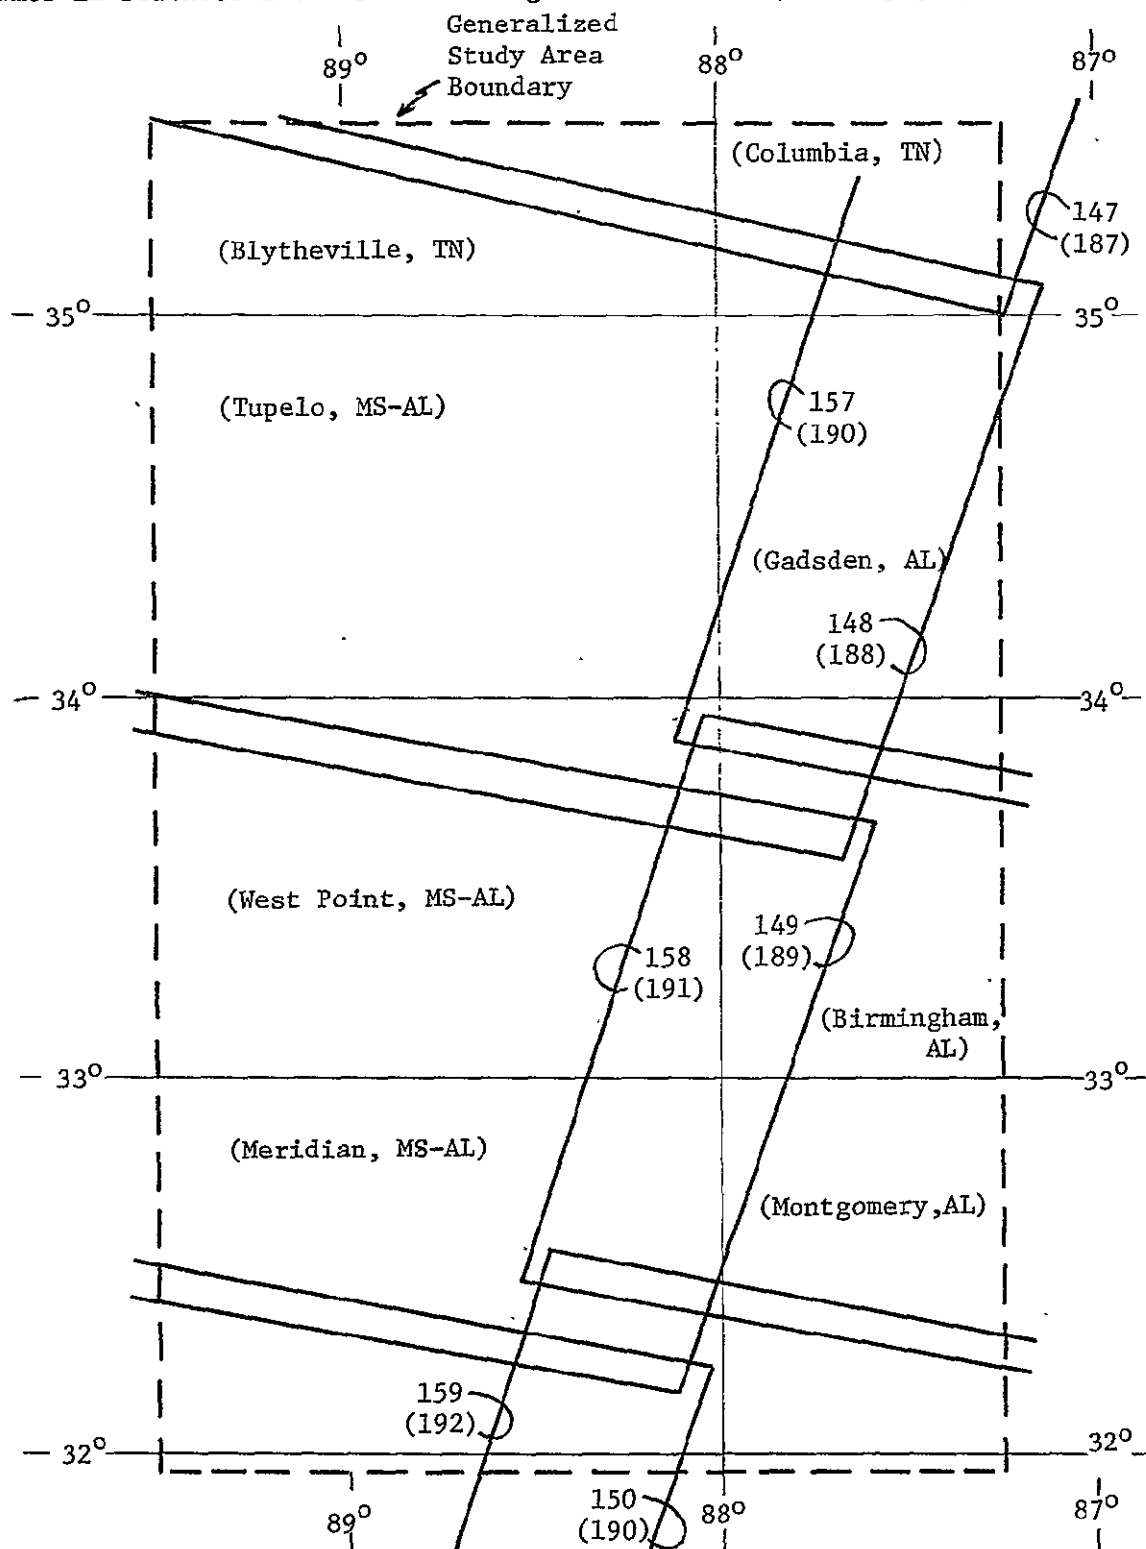 Generalized
Study Area
Boundary
89°
88°
87°
(Columbia, TN)
147
(187)
(Blytheville, TN)
35°
35°
(Tupelo, MS-AL)
157
(190)
(Gadsden, AL)
148
(188)
34°
34°
(West Point, MS-AL)
149
(189)
158
(191)
(Birmingham,
AL)
33°
33°
(Meridian, MS-AL)
(Montgomery,AL)
159
(192)
32°
32°
150
(190)
89°
88°
87°